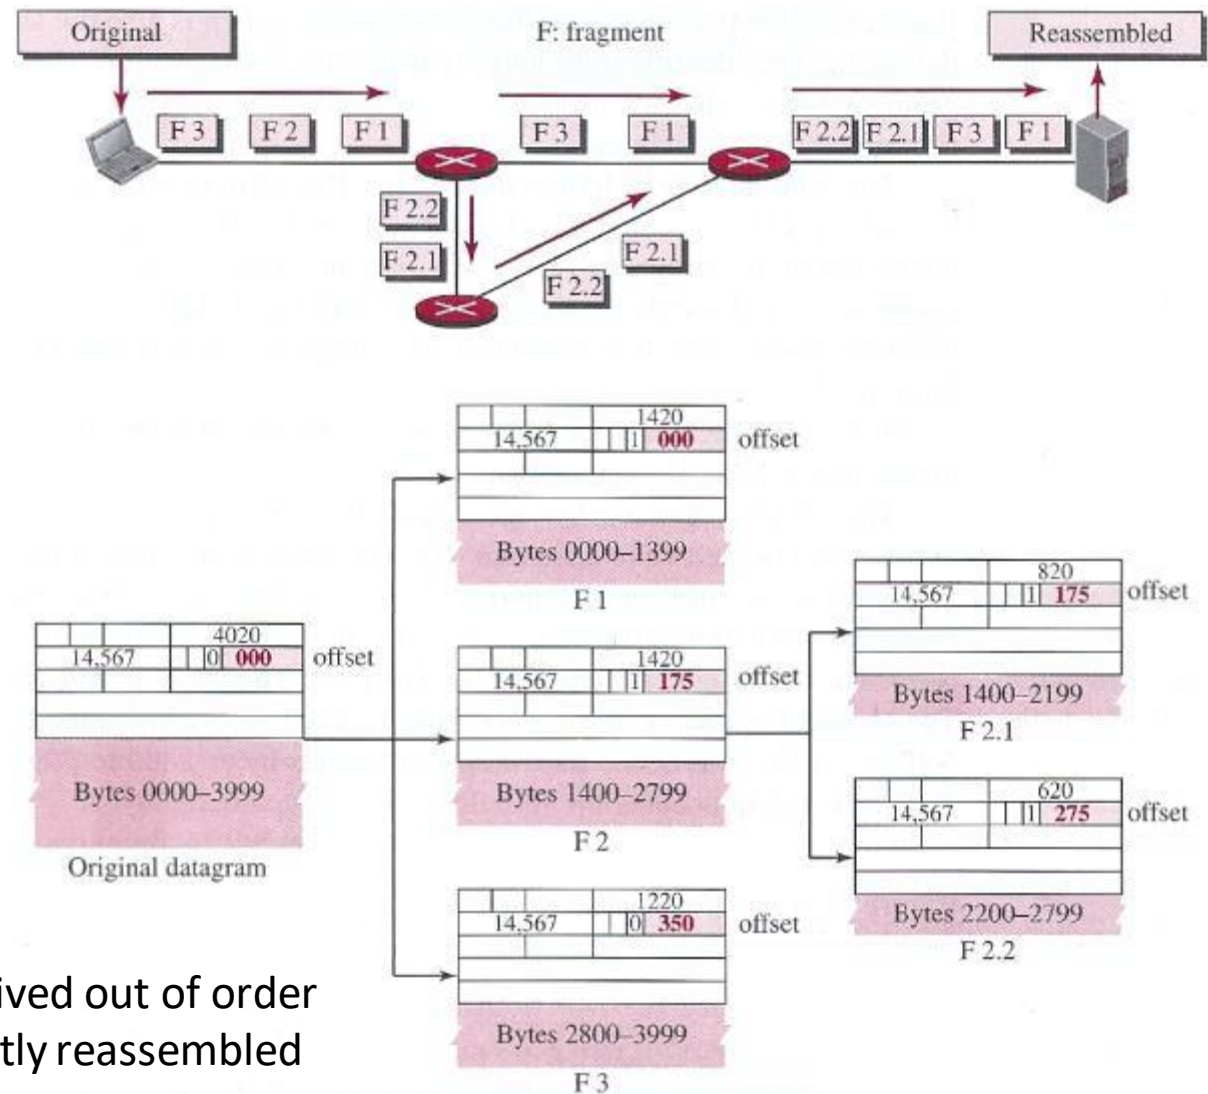 Original
F: fragment
Reassembled
F 3
F 2
F 1
F 3
F 1
F 2.2
F 2.1
F 3
F 1
F 2.2
F 2.1
F 2.1
F 2.2
1420
14,567 1 000 offset
Bytes 0000–1399
F 1
4020
14,567 0 000 offset
Bytes 0000–3999
Original datagram
1420
14,567 1 175 offset
Bytes 1400–2799
F 2
820
14,567 1 175 offset
Bytes 1400–2199
F 2.1
620
14,567 1 275 offset
Bytes 2200–2799
F 2.2
1220
14,567 0 350 offset
Bytes 2800–3999
F 3
ived out of order
tly reassembled